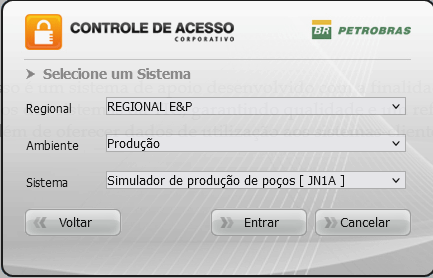 CONTROLE DE ACESSO
CORPORATIVO
BR PETROBRAS
Selecione um Sistema
Regional REGIONAL E&P
Ambiente Produção
Sistema Simulador de produção de poços [ JN1A ]
Voltar Entrar Cancelar